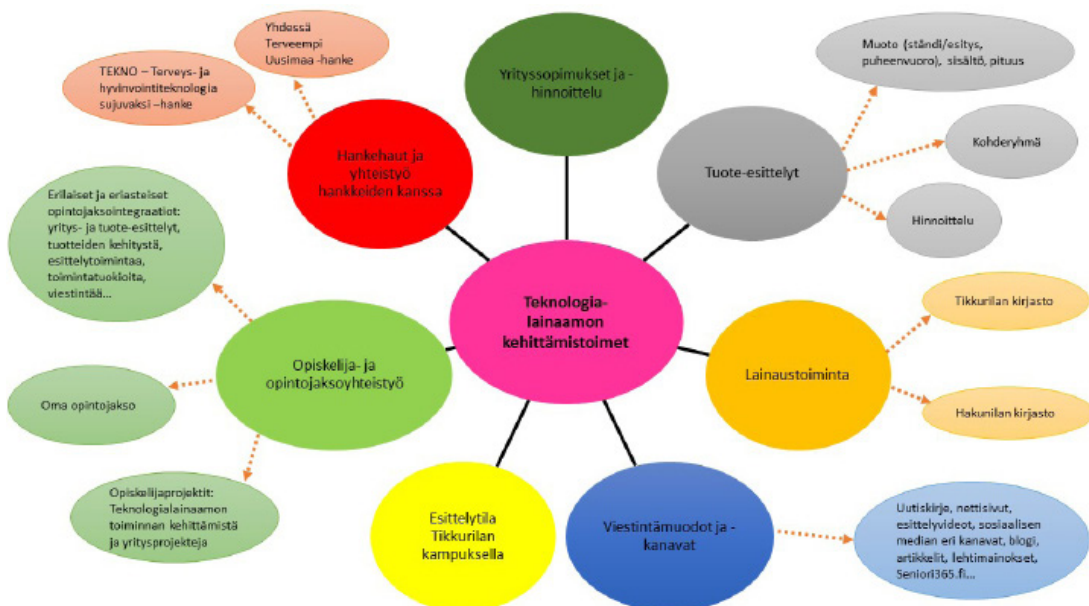 Yhdessä
Terveempi
Uusimaa -hanke
TEKNO – Terveys- ja
hyvinvointiteknologia
sujuvaksi –hanke
Hankehaut ja
yhteistyö
hankkeiden kanssa
Yrityssopimukset ja -
hinnoittelu
Tuote-esittelyt
Muoto (ständi/esitys,
puheenvuoro), sisältö, pituus
Kohderyhmä
Hinnoittelu
Erilaiset ja eriasteiset
opintojaksointegraatiot:
yritys- ja tuote-esittelyt,
tuotteiden kehitystä,
esittelytoimintaa,
toimintatuokioita,
viestintää...
Teknologia-
lainaamon
kehittämistoimet
Opiskelija- ja
opintojaksoyhteistyö
Oma opintojakso
Opiskelijaprojektit:
Teknologialainaamon
toiminnan kehittämistä
ja yritysprojekteja
Lainaustoiminta
Tikkurilan kirjasto
Hakunilan kirjasto
Esittelytila
Tikkurilan
kampuksella
Viestintämuodot ja -
kanavat
Uutiskirje, nettisivut,
esittelyvideot, sosiaalisen
median eri kanavat, blogi,
artikkelit, lehtimainokset,
Seniori365.fi...